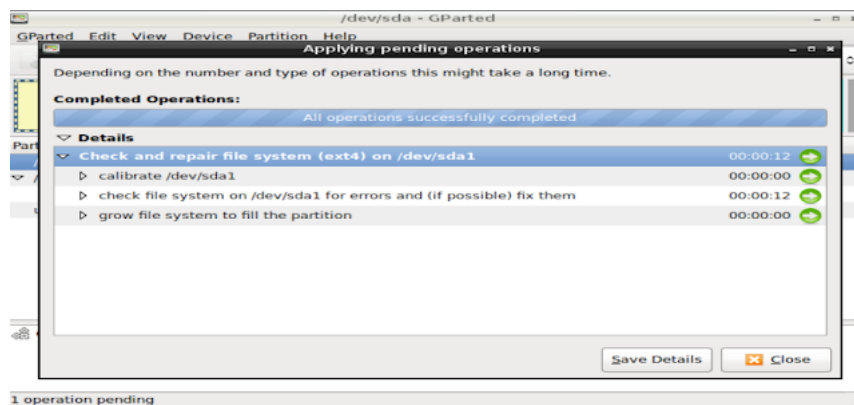 /dev/sda - GParted
GParted Edit View Device Partition Help
Applying pending operations
Depending on the number and type of operations this might take a long time.
Completed Operations:
All operations successfully completed
Part
Details
Check and repair file system (ext4) on /dev/sda1 00:00:12
calibrate /dev/sda1 00:00:00
check file system on /dev/sda1 for errors and (if possible) fix them 00:00:12
grow file system to fill the partition 00:00:00
Save Details Close
1 operation pending